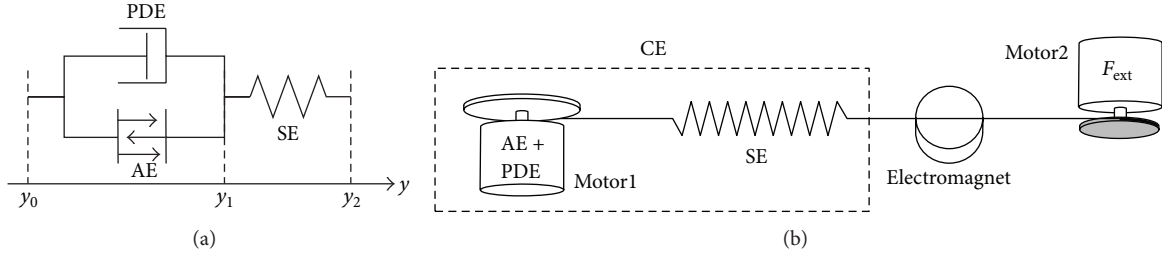 PDE
AE
SE
y0
y1
y2
y
(a)
CE
AE +
PDE
Motor1
SE
Electromagnet
Motor2
Fext
(b)